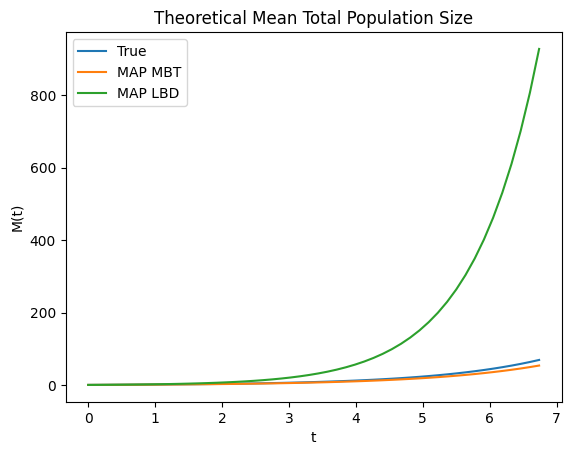 Theoretical Mean Total Population Size
True
MAP MBT
MAP LBD
M(t)
800
600
400
200
0
0 1 2 3 4 5 6 7
t